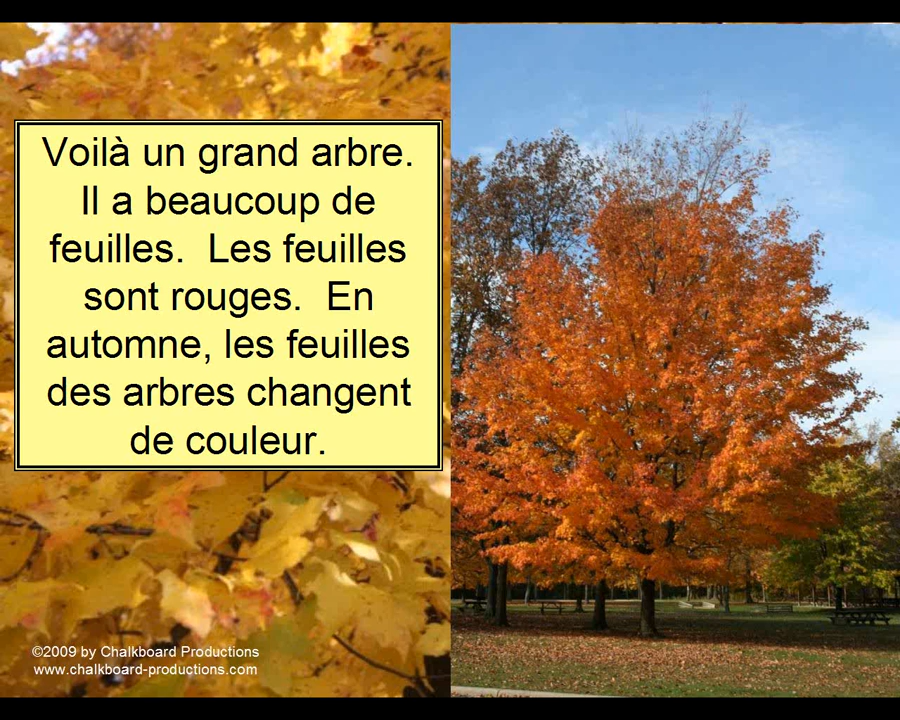 Voilà un grand arbre.
Il a beaucoup de
feuilles.  Les feuilles
sont rouges.  En
automne, les feuilles
des arbres changent
de couleur.
©2009 by Chalkboard Productions
www.chalkboard-productions.com